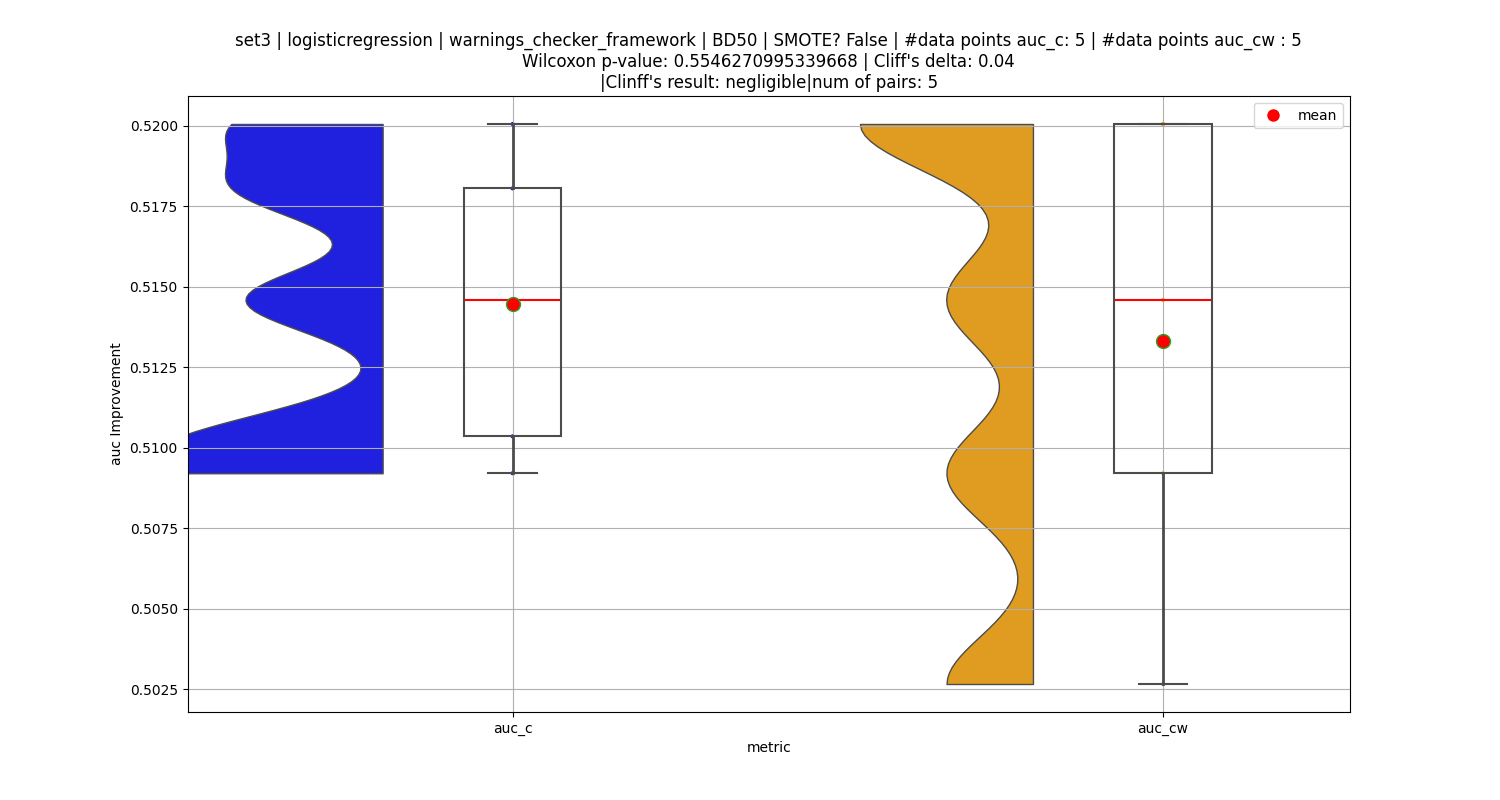 set3 | logisticregression | warnings_checker_framework | BD50 | SMOTE? False | #data points auc_c: 5 | #data points auc_cw : 5
Wilcoxon p-value: 0.5546270995339668 | Cliff's delta: 0.04
|Clinff's result: negligible|num of pairs: 5
mean
0.5200
0.5175
0.5150
0.5125
0.5100
0.5075
0.5050
0.5025
auc Improvement
auc_c
auc_cw
metric